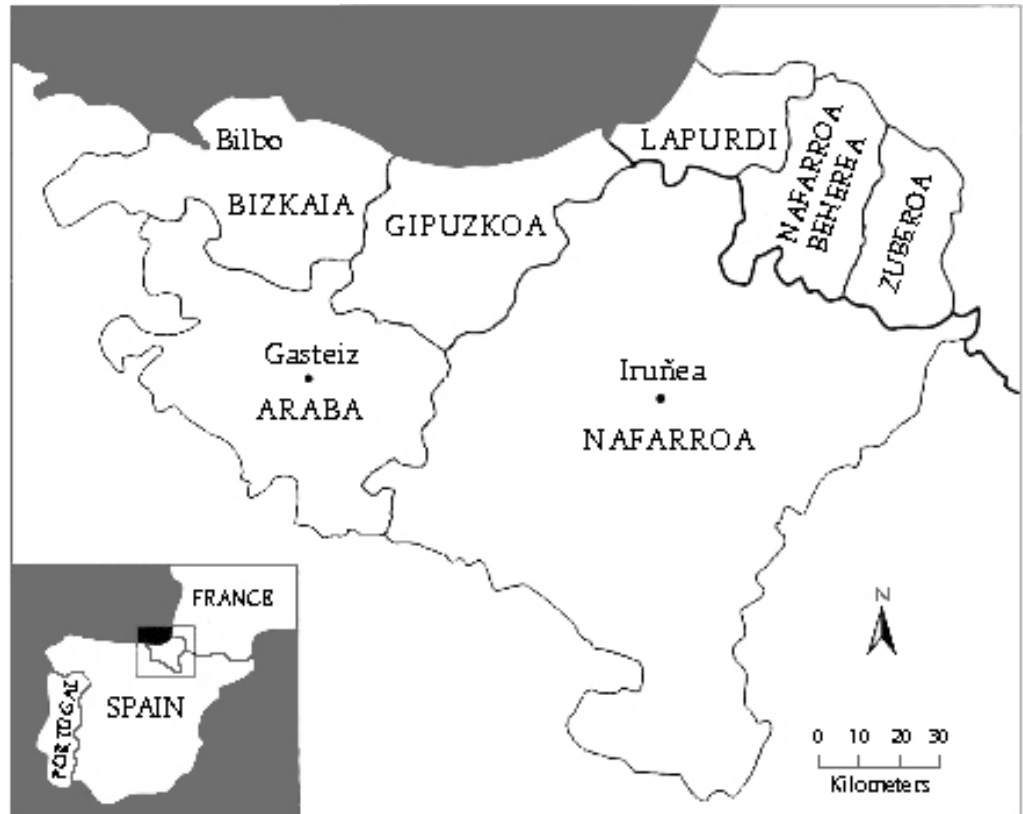 Bilbo
BIZKAIA
GIPUZKOA
LAPURDI
NAFARROA
BEHEREA
ZUBEROA
Gasteiz
ARABA
Iruñea
NAFARROA
FRANCE
SPAIN
PORTUGAL
N
0 10 20 30
Kilometers